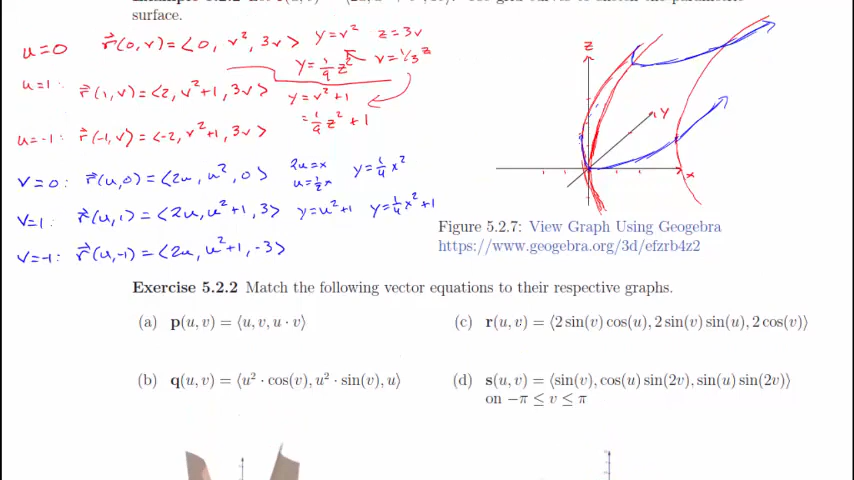 surface.
u=0 r⃗(0,v)=<0, v², 3v> y=v² z=3v
y=1/9 z² v=1/3 z
u=1: r⃗(1,v)=<2, v²+1, 3v> y=v²+1
=1/9 z²+1
u=-1: r⃗(-1,v)=<-2, v²+1, 3v>
v=0: r⃗(u,0)=<2u, u², 0> 2u=x y=1/4 x²
u=1/2 x
v=1: r⃗(u,1)=<2u, u²+1, 3> y=u²+1 y=1/4 x²+1
v=-1: r⃗(u,-1)=<2u, u²+1, -3>
z
y
x
Figure 5.2.7: View Graph Using Geogebra
https://www.geogebra.org/3d/efzrb4z2
Exercise 5.2.2 Match the following vector equations to their respective graphs.
(a) p(u, v) = ⟨u, v, u · v⟩
(c) r(u, v) = ⟨2 sin(v) cos(u), 2 sin(v) sin(u), 2 cos(v)⟩
(b) q(u, v) = ⟨u² · cos(v), u² · sin(v), u⟩
(d) s(u, v) = ⟨sin(v), cos(u) sin(2v), sin(u) sin(2v)⟩
on −π ≤ v ≤ π